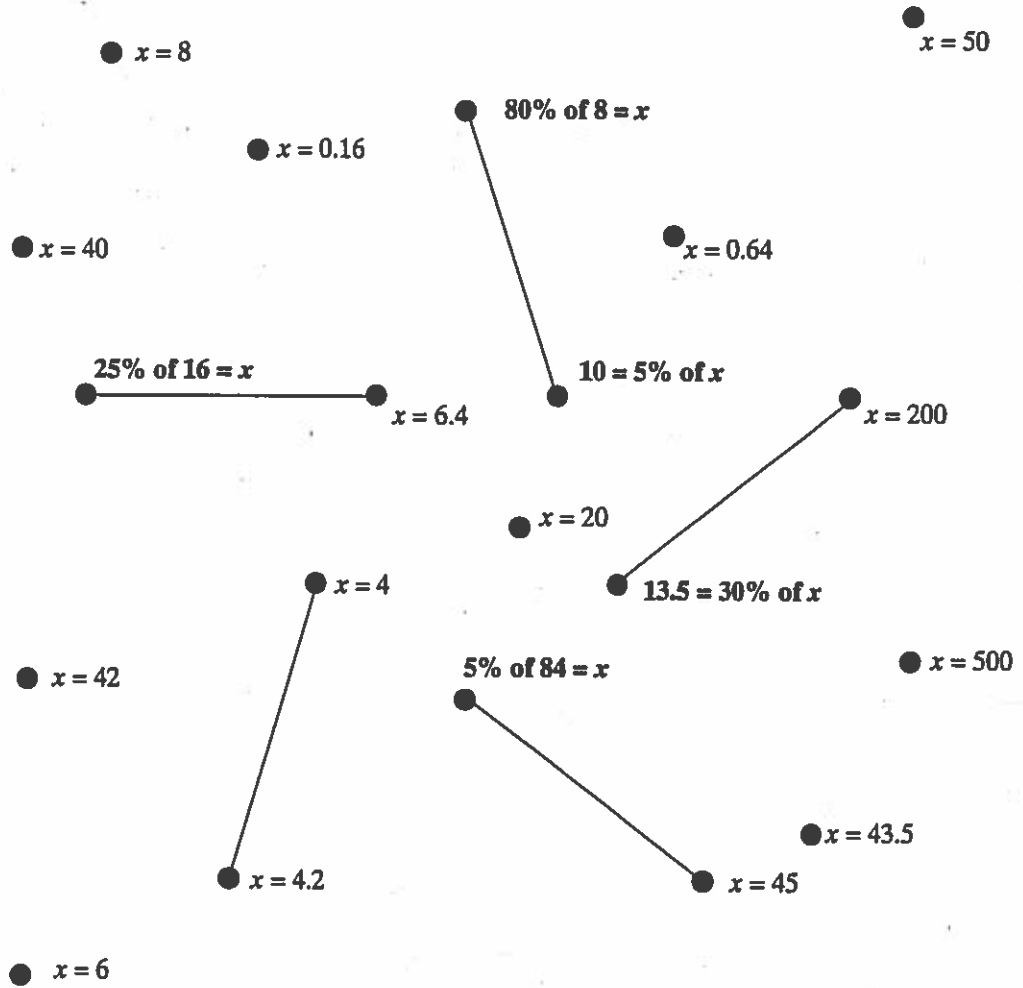 x = 50
x = 8
80% of 8 = x
x = 0.16
x = 40
x = 0.64
25% of 16 = x
10 = 5% of x
x = 6.4
x = 200
x = 20
x = 4
13.5 = 30% of x
x = 42
5% of 84 = x
x = 500
x = 43.5
x = 4.2
x = 45
x = 6